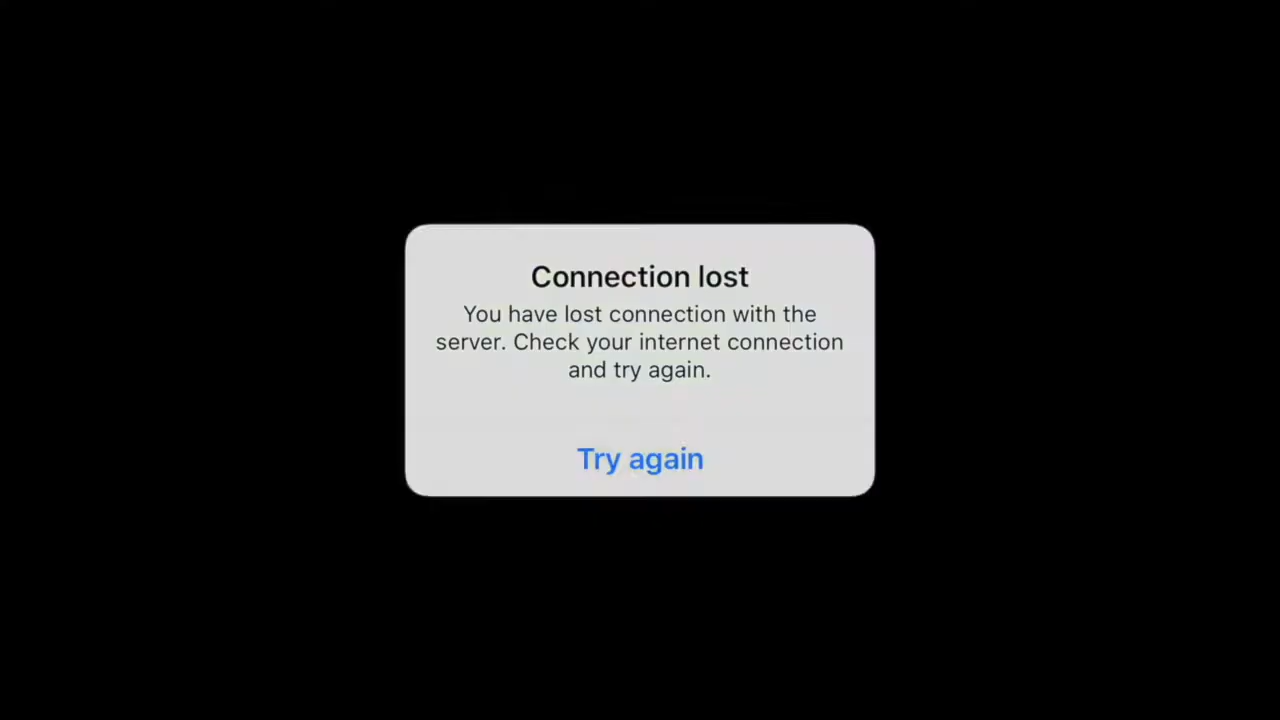 Connection lost
You have lost connection with the
server. Check your internet connection
and try again.
Try again